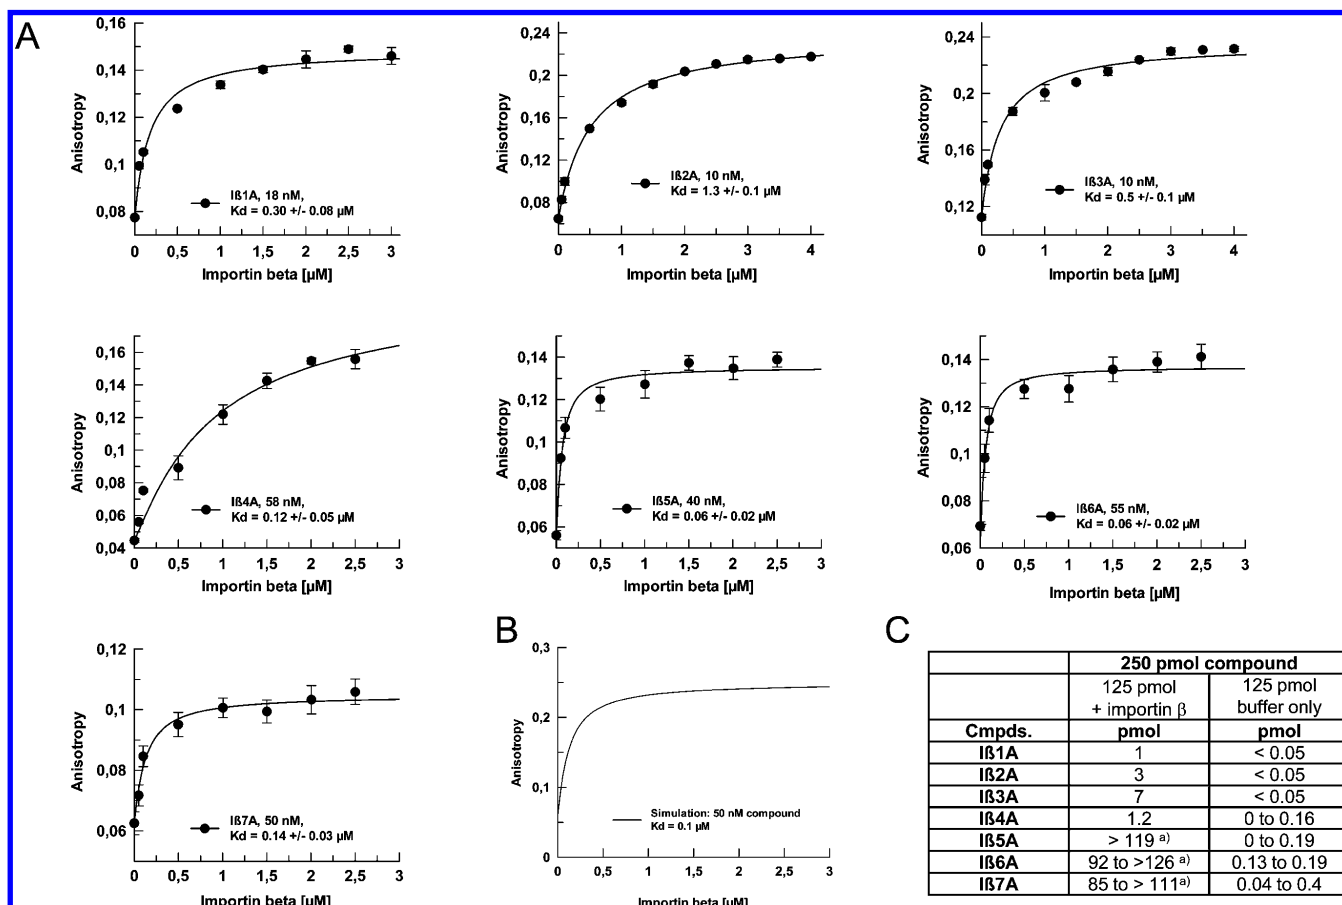 A
0,16
0,14
0,12
0,1
0,08
Anisotropy
Iß1A, 18 nM,
Kd = 0.30 +/- 0.08 µM
0 0,5 1 1,5 2 2,5 3
Importin beta [µM]
0,24
0,2
0,16
0,12
0,08
Anisotropy
Iß2A, 10 nM,
Kd = 1.3 +/- 0.1 µM
0 1 2 3 4
Importin beta [µM]
0,24
0,2
0,16
0,12
Anisotropy
Iß3A, 10 nM,
Kd = 0.5 +/- 0.1 µM
0 1 2 3 4
Importin beta [µM]
0,16
0,14
0,12
0,1
0,08
0,06
0,04
Anisotropy
Iß4A, 58 nM,
Kd = 0.12 +/- 0.05 µM
0 0,5 1 1,5 2 2,5 3
Importin beta [µM]
0,14
0,12
0,1
0,08
0,06
Anisotropy
Iß5A, 40 nM,
Kd = 0.06 +/- 0.02 µM
0 0,5 1 1,5 2 2,5 3
Importin beta [µM]
0,14
0,12
0,1
0,08
0,06
Anisotropy
Iß6A, 55 nM,
Kd = 0.06 +/- 0.02 µM
0 0,5 1 1,5 2 2,5 3
Importin beta [µM]
0,12
0,1
0,08
0,06
Anisotropy
Iß7A, 50 nM,
Kd = 0.14 +/- 0.03 µM
0 0,5 1 1,5 2 2,5 3
Importin beta [µM]
B
0,3
0,2
0,1
0
Anisotropy
Simulation: 50 nM compound
Kd = 0.1 µM
0 0,5 1 1,5 2 2,5 3
Importin beta [µM]
C
250 pmol compound
125 pmol + importin β 125 pmol buffer only
Cmpds. pmol pmol
Iß1A 1 < 0.05
Iß2A 3 < 0.05
Iß3A 7 < 0.05
Iß4A 1.2 0 to 0.16
Iß5A > 119 a) 0 to 0.19
Iß6A 92 to >126 a) 0.13 to 0.19
Iß7A 85 to > 111a) 0.04 to 0.4